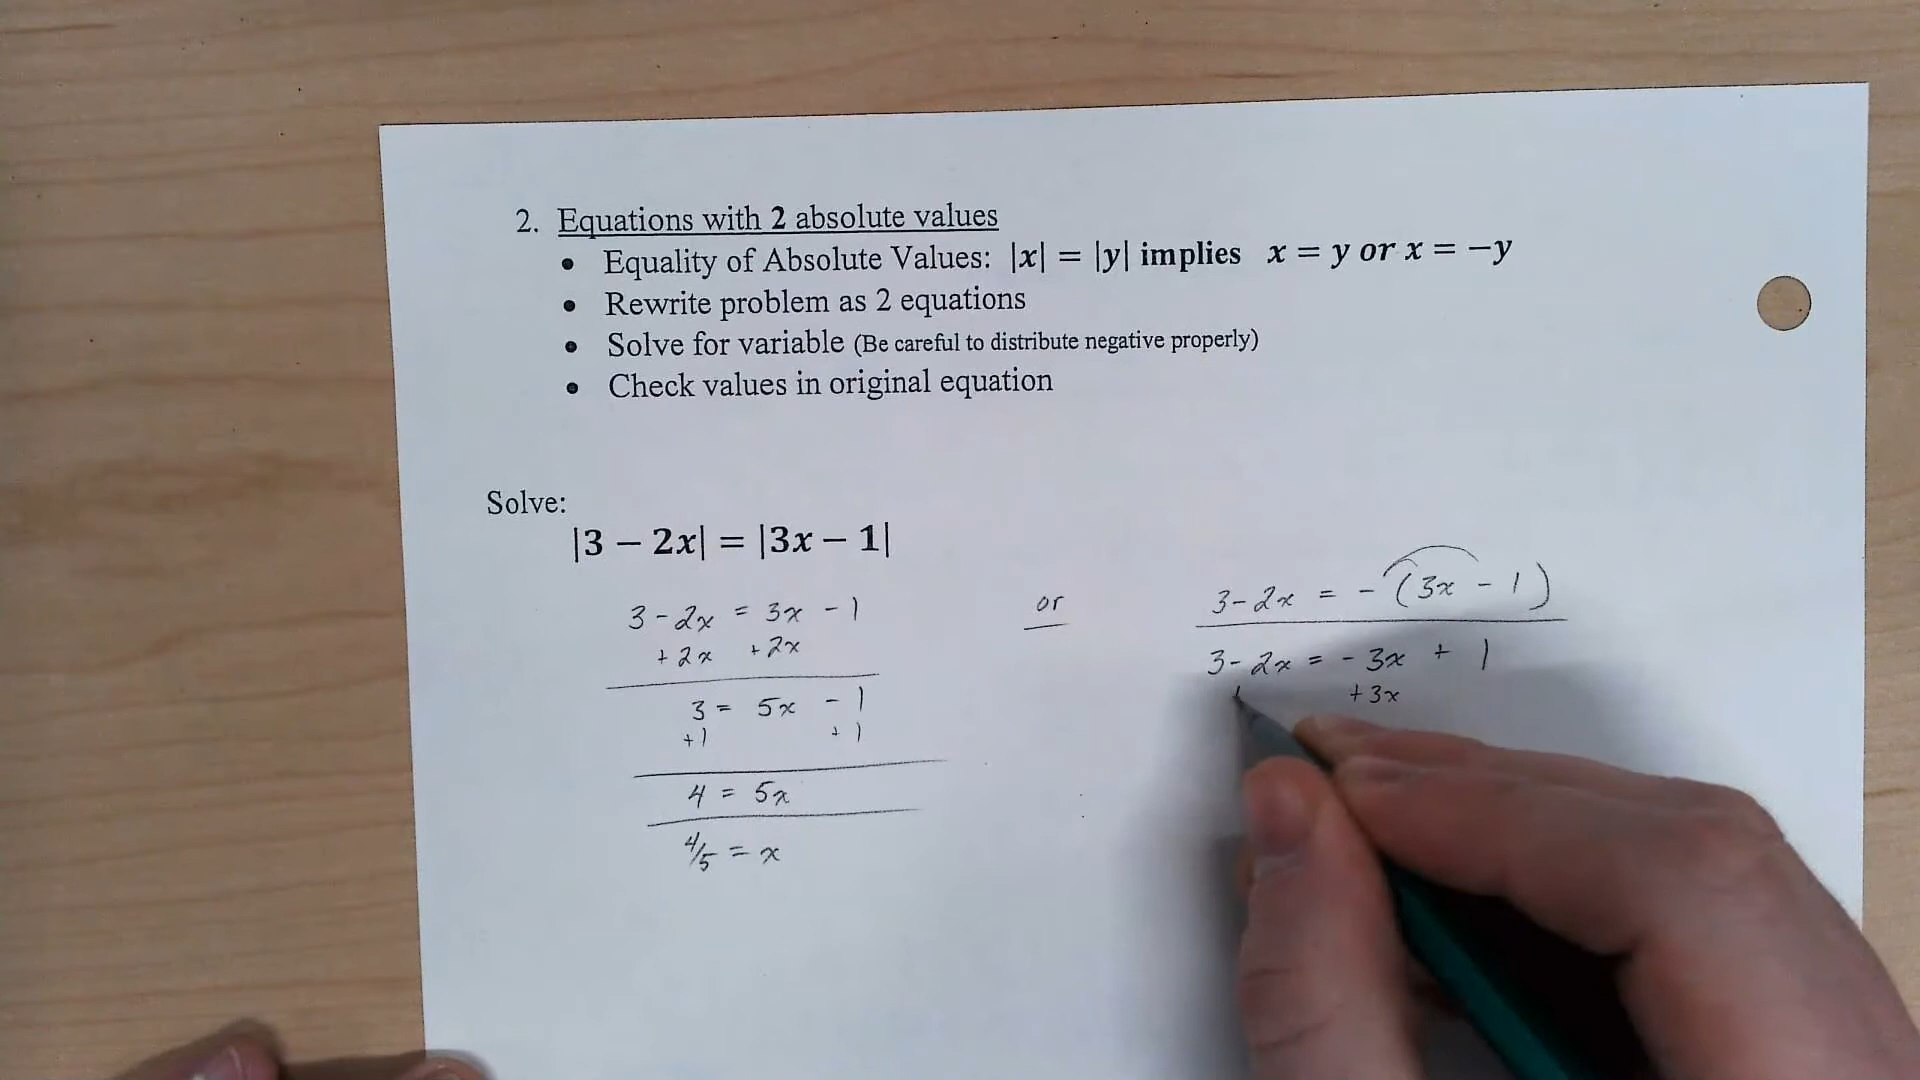 2. Equations with 2 absolute values
• Equality of Absolute Values: |x| = |y| implies x = y or x = −y
• Rewrite problem as 2 equations
• Solve for variable (Be careful to distribute negative properly)
• Check values in original equation
Solve:
|3 − 2x| = |3x − 1|
3 - 2x = 3x - 1
+ 2x + 2x
3 = 5x - 1
+1 + 1
4 = 5x
4/5 = x
or
3 - 2x = - (3x - 1)
3 - 2x = - 3x + 1
+ 3x